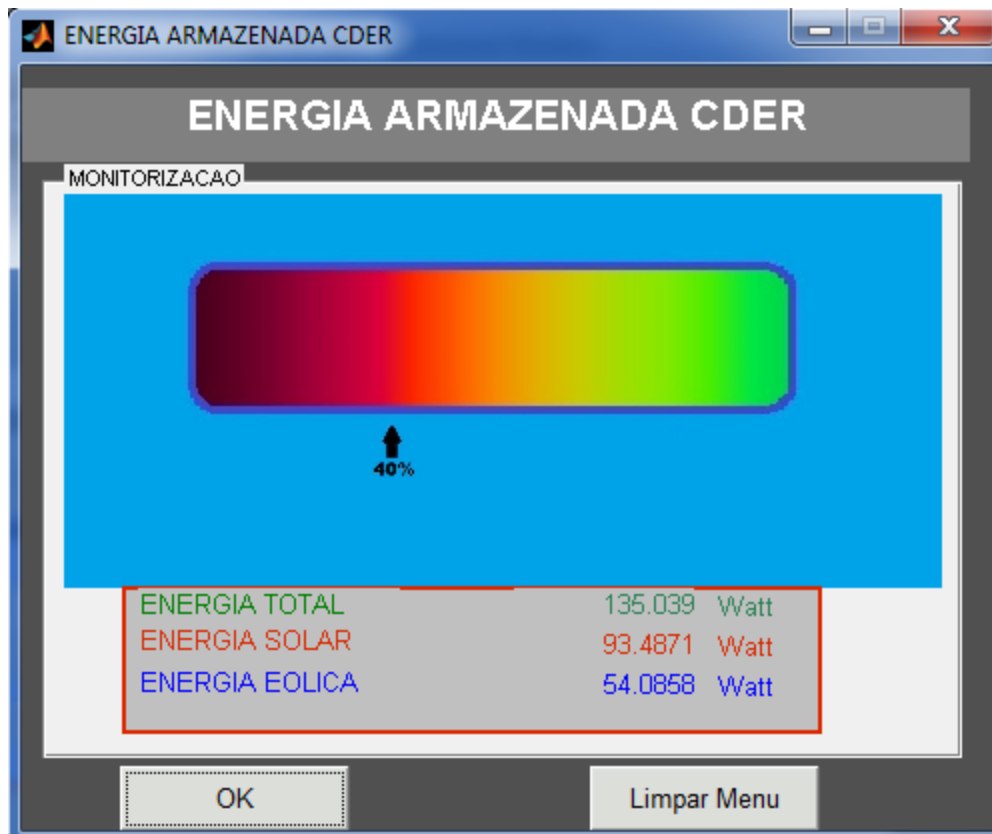 ENERGIA ARMAZENADA CDER
ENERGIA ARMAZENADA CDER
MONITORIZACAO
40%
ENERGIA TOTAL 135.039 Watt
ENERGIA SOLAR 93.4871 Watt
ENERGIA EOLICA 54.0858 Watt
OK Limpar Menu